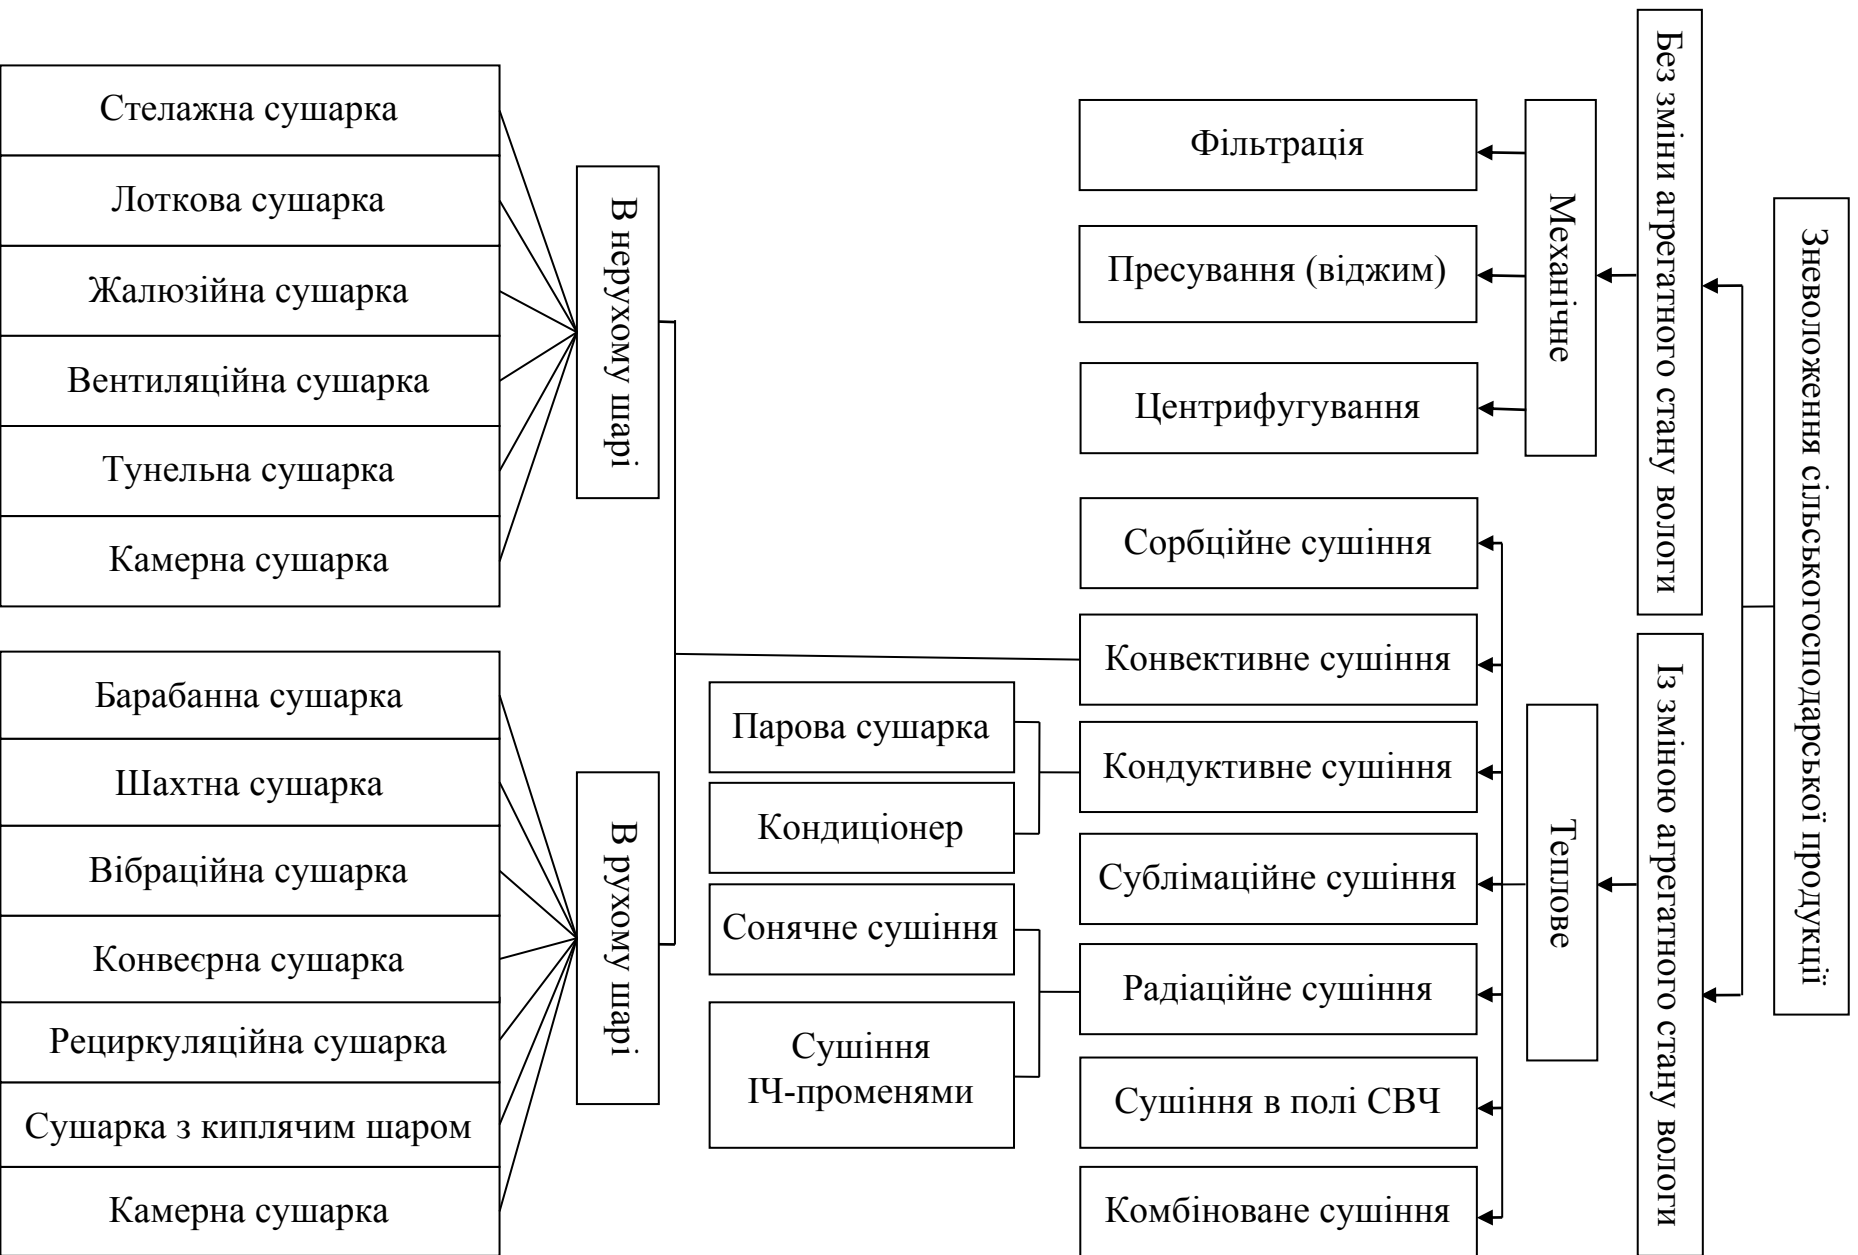 Зневоложення сільськогосподарської продукції
Без зміни агрегатного стану вологи
Механічне
Фільтрація
Пресування (віджим)
Центрифугування
Із зміною агрегатного стану вологи
Теплове
Сорбційне сушіння
Конвективне сушіння
Кондуктивне сушіння
Сублімаційне сушіння
Радіаційне сушіння
Сушіння в полі СВЧ
Комбіноване сушіння
Парова сушарка
Кондиціонер
Сонячне сушіння
Сушіння
ІЧ-променями
В нерухому шарі
Стелажна сушарка
Лоткова сушарка
Жалюзійна сушарка
Вентиляційна сушарка
Тунельна сушарка
Камерна сушарка
В рухому шарі
Барабанна сушарка
Шахтна сушарка
Вібраційна сушарка
Конвеєрна сушарка
Рециркуляційна сушарка
Сушарка з киплячим шаром
Камерна сушарка